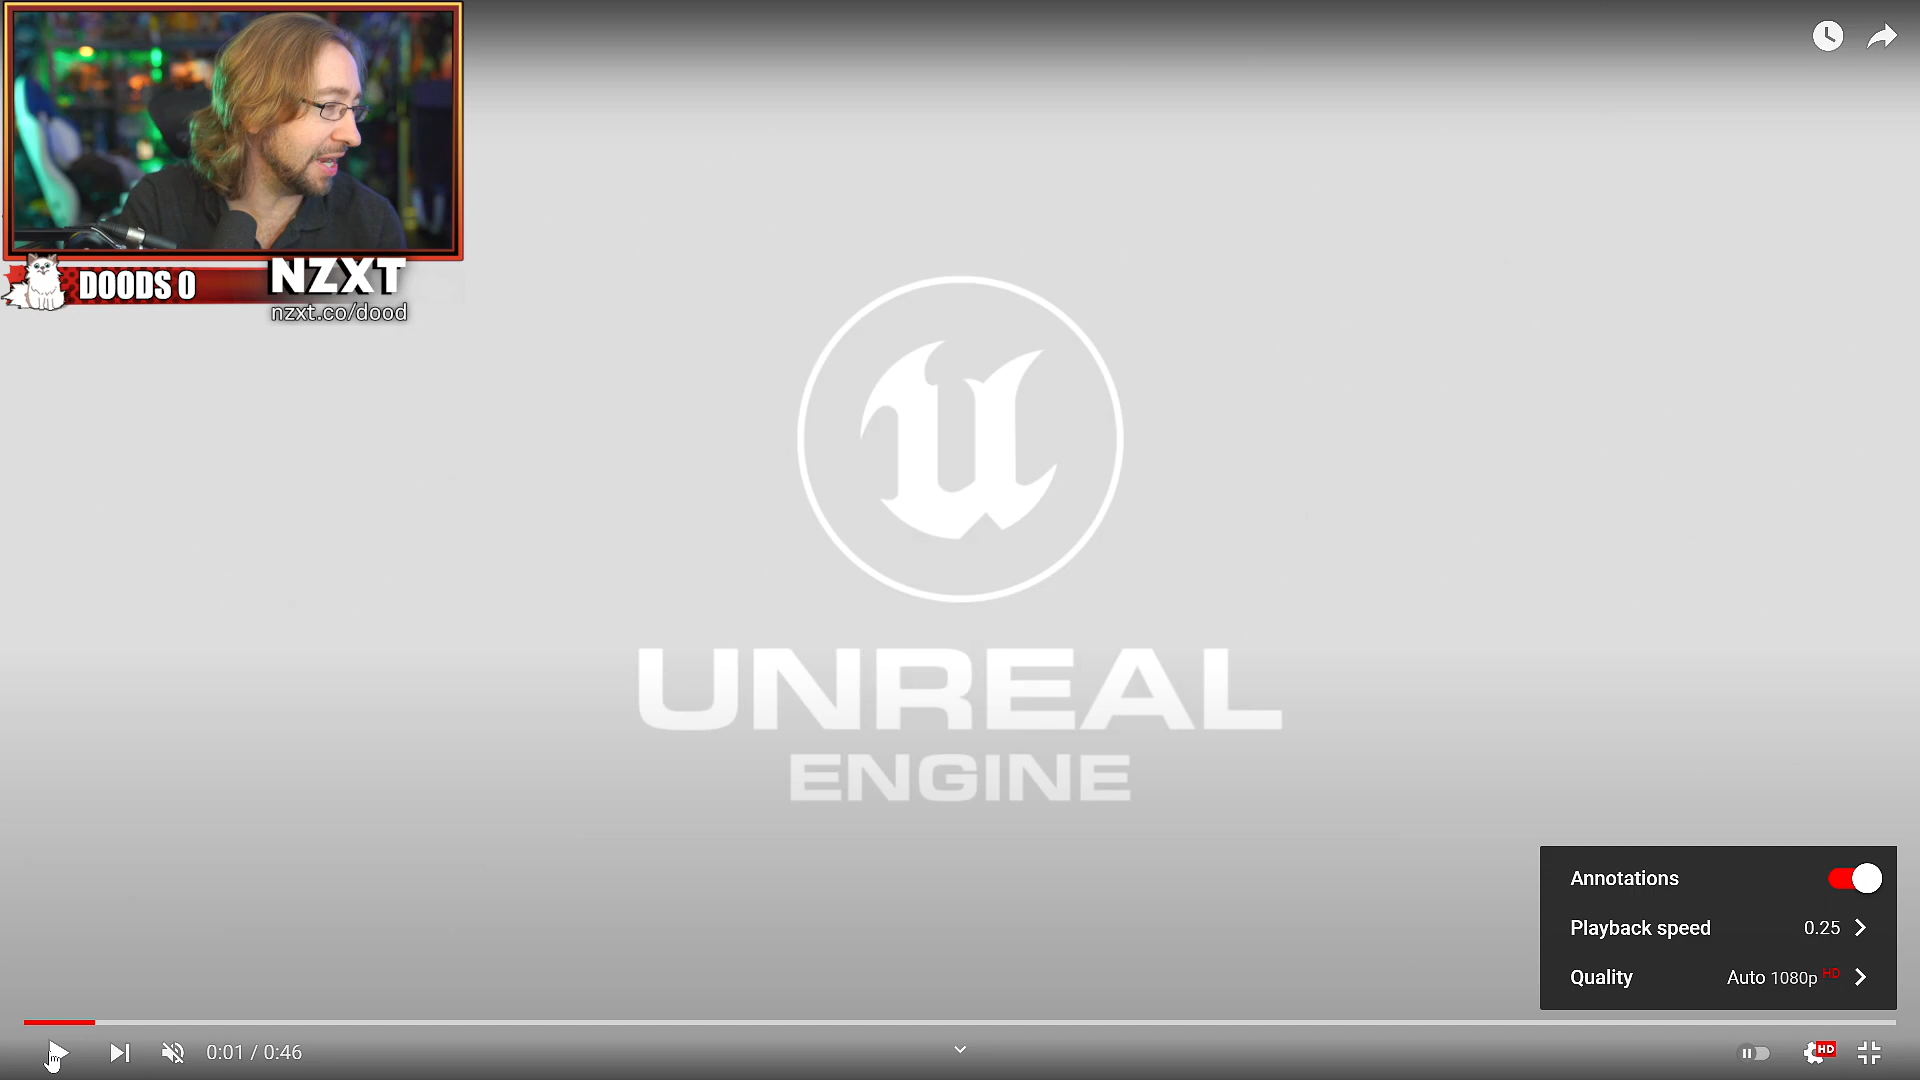 DOODS 0
NZXT
nzxt.co/dood
UNREAL
ENGINE
Annotations
Playback speed 0.25
Quality Auto 1080p HD
0:01 / 0:46
HD